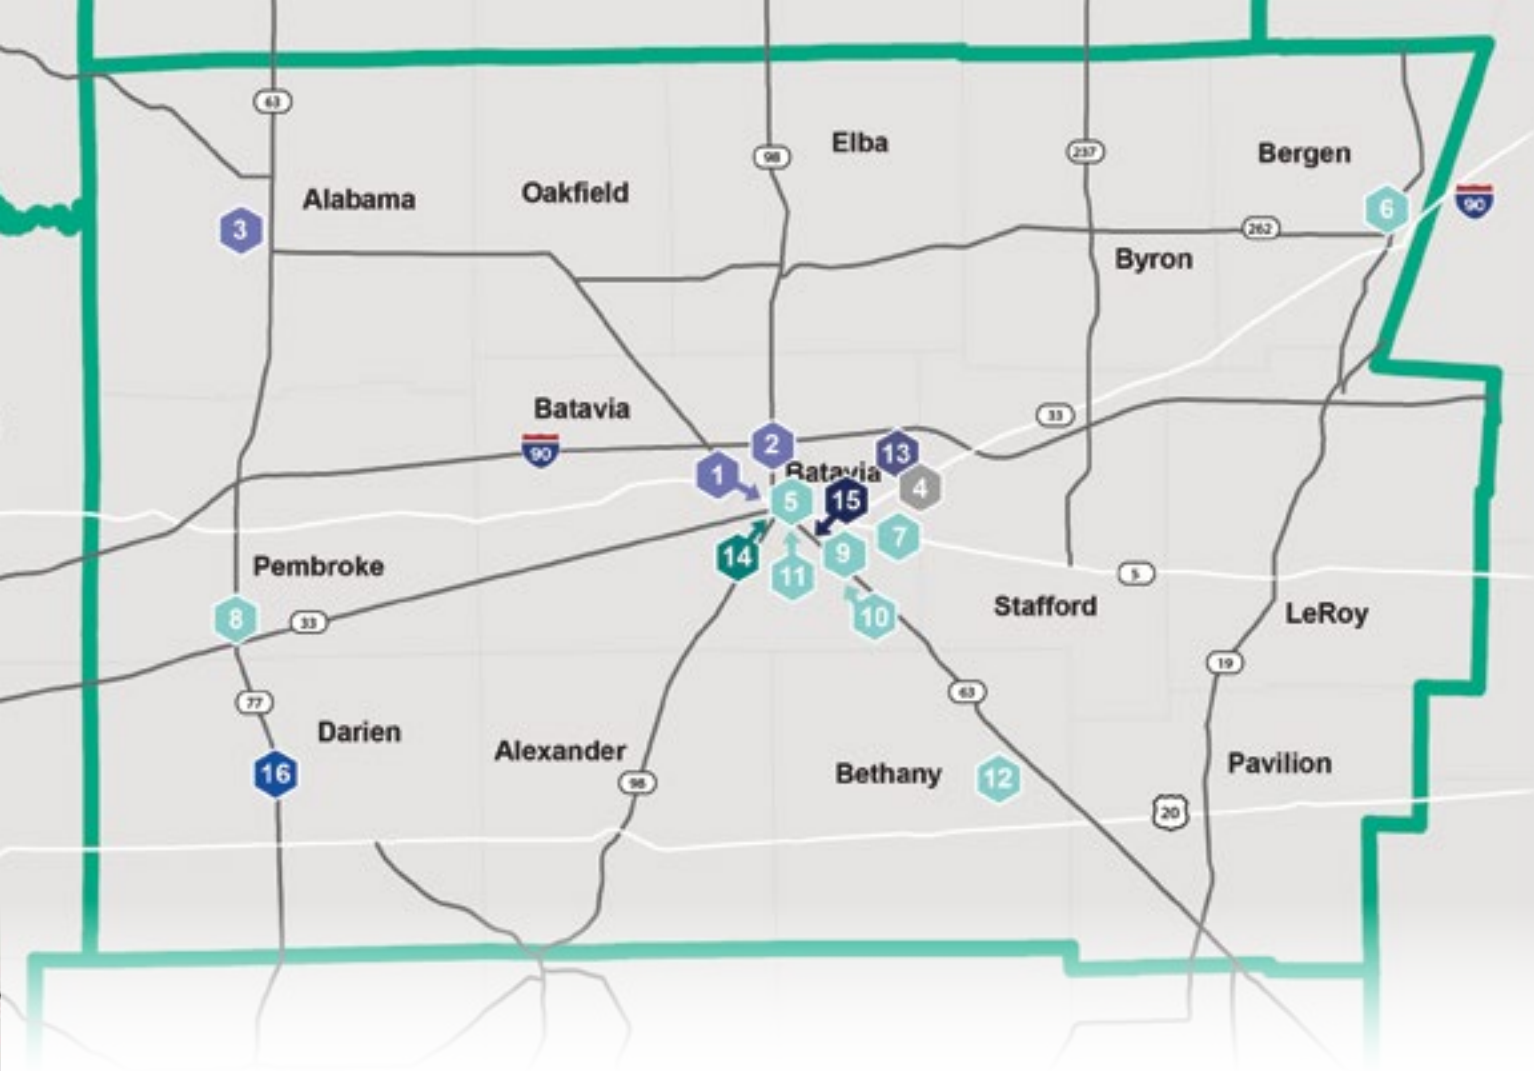 63
98
Elba
237
Bergen
Alabama
Oakfield
3
6
90
262
Byron
Batavia
33
90
2
13
1
Batavia
4
5
15
7
14
9
11
Pembroke
5
8
33
10
Stafford
LeRoy
19
77
63
Darien
Alexander
16
98
Bethany
12
Pavilion
20